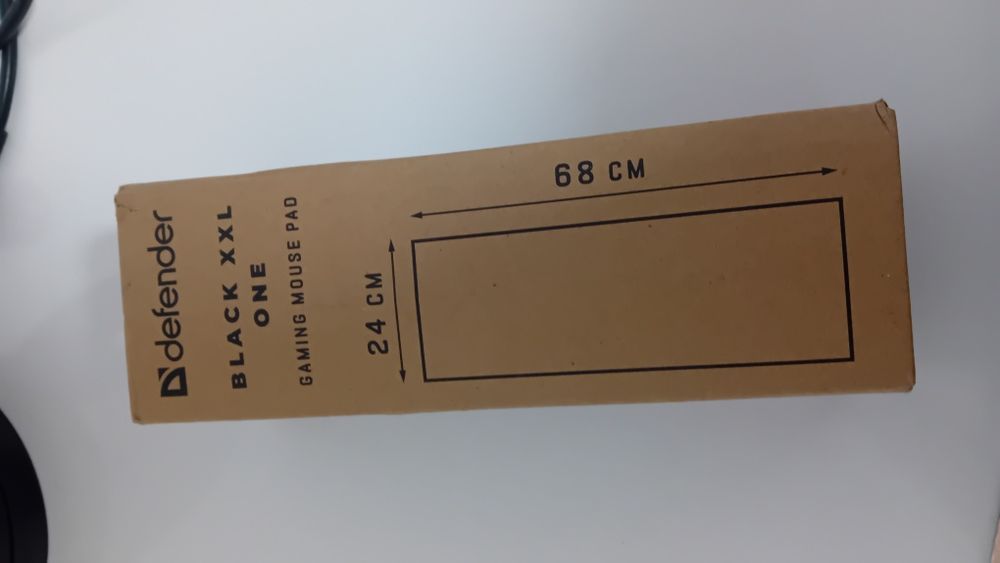 defender
BLACK XXL
ONE
GAMING MOUSE PAD
24 CM
68 CM